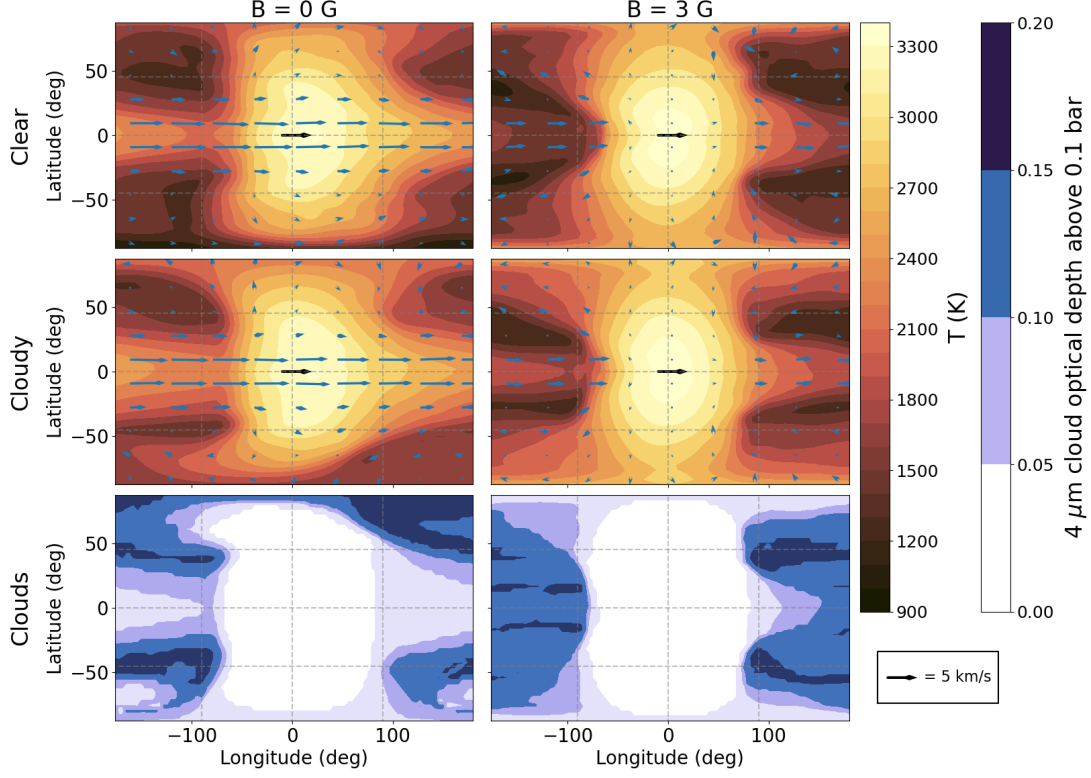 B = 0 G
B = 3 G
Clear
Latitude (deg)
50
0
−50
Cloudy
Latitude (deg)
50
0
−50
Clouds
Latitude (deg)
50
0
−50
−100
0
100
Longitude (deg)
−100
0
100
Longitude (deg)
3300
3000
2700
2400
2100
1800
1500
1200
900
T (K)
0.20
0.15
0.10
0.05
0.00
4 μm cloud optical depth above 0.1 bar
= 5 km/s